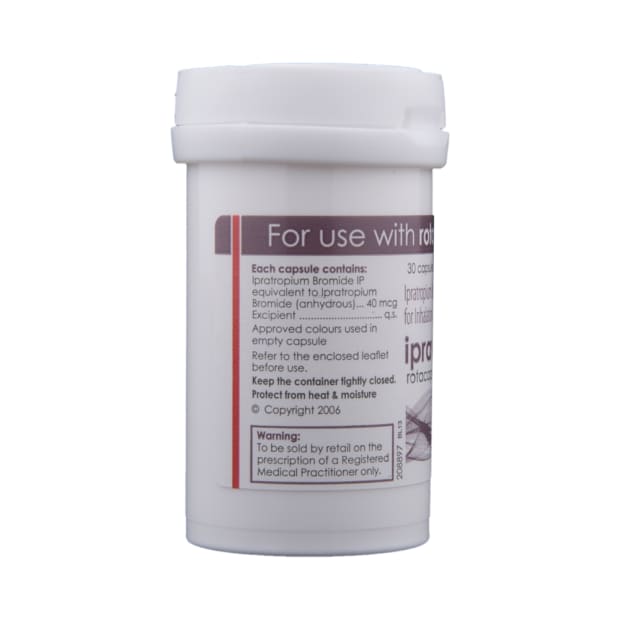 For use with
30
Each capsule contains:
Ipratropium Bromide IP
equivalent to Ipratropium
Bromide (anhydrous)... 40 mcg
Excipient .............................. q.s.
Approved colours used in
empty capsule
Refer to the enclosed leaflet
before use.
Keep the container tightly closed.
Protect from heat & moisture
© Copyright 2006
Warning:
To be sold by retail on the
prescription of a Registered
Medical Practitioner only.
for
208897 BL13